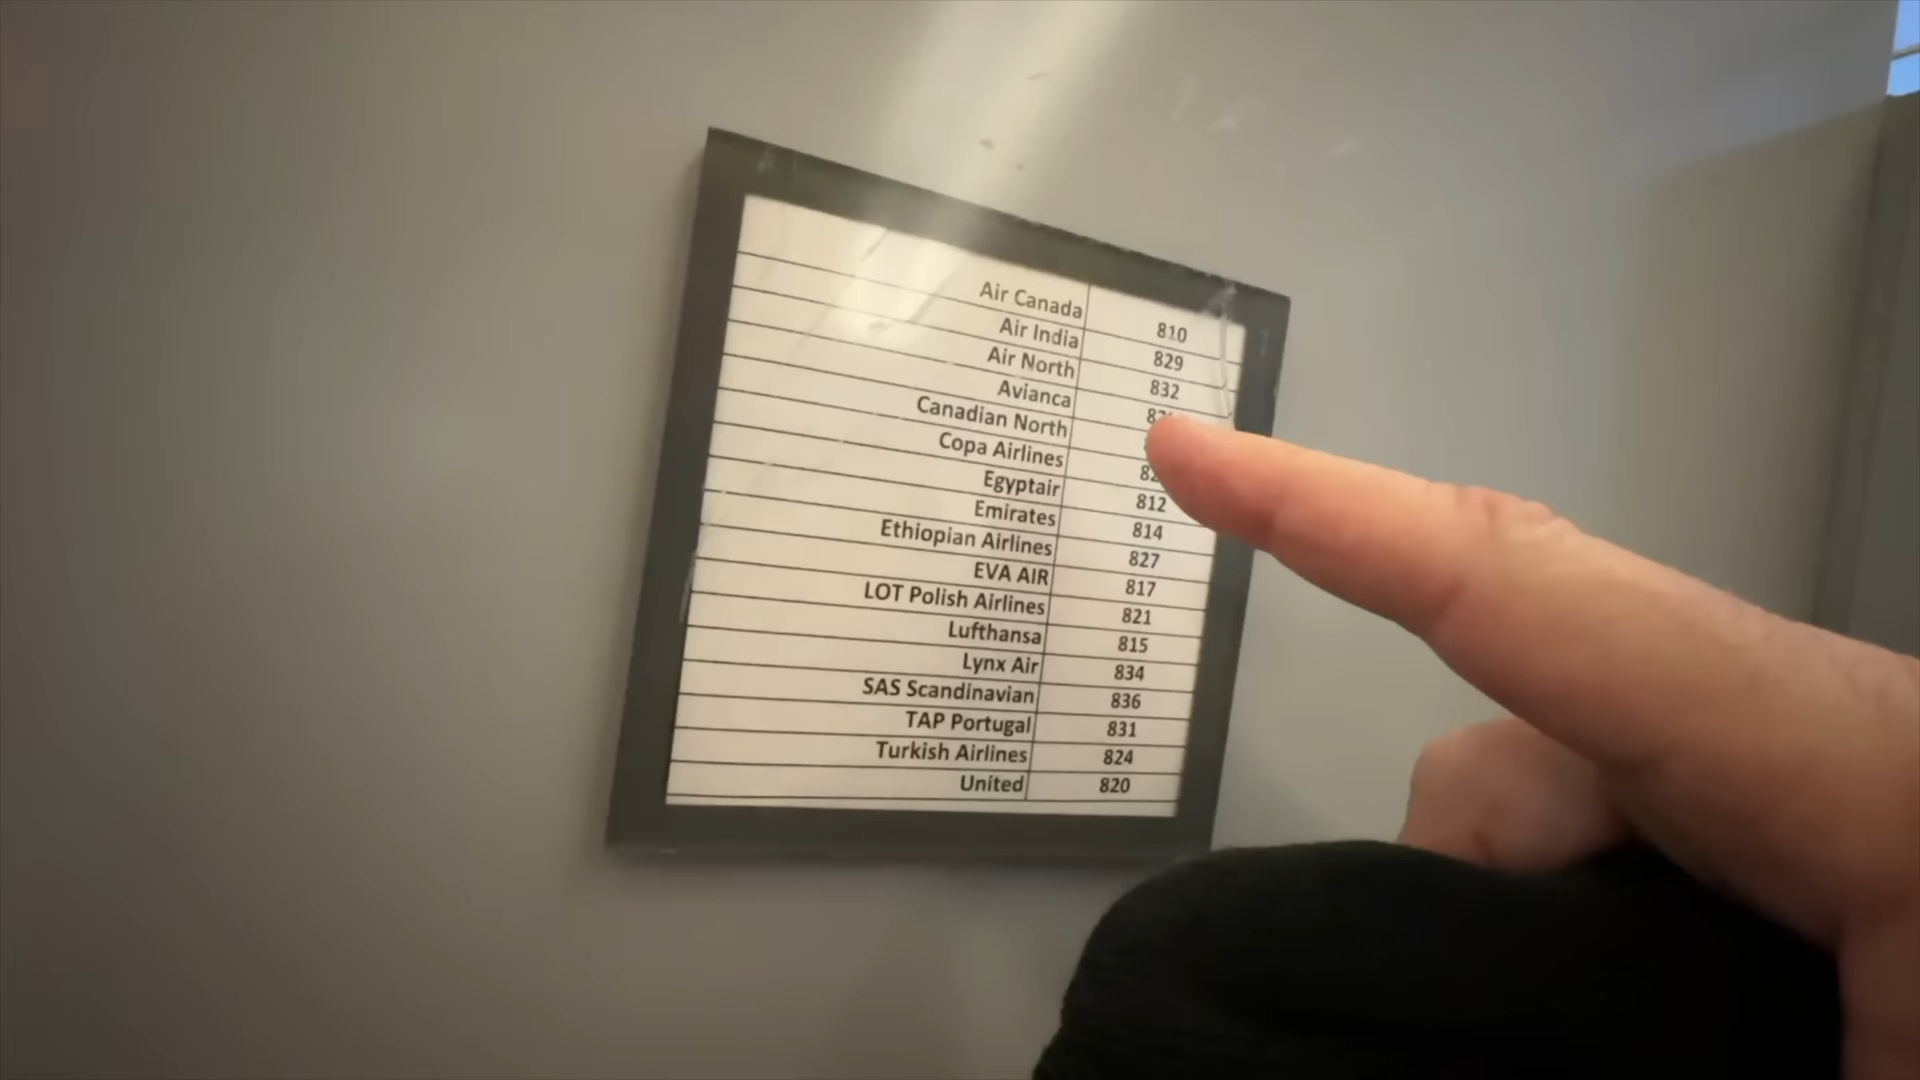 Air Canada 810
Air India 829
Air North 832
Avianca
Canadian North
Copa Airlines
Egyptair 812
Emirates 814
Ethiopian Airlines 827
EVA AIR 817
LOT Polish Airlines 821
Lufthansa 815
Lynx Air 834
SAS Scandinavian 836
TAP Portugal 831
Turkish Airlines 824
United 820